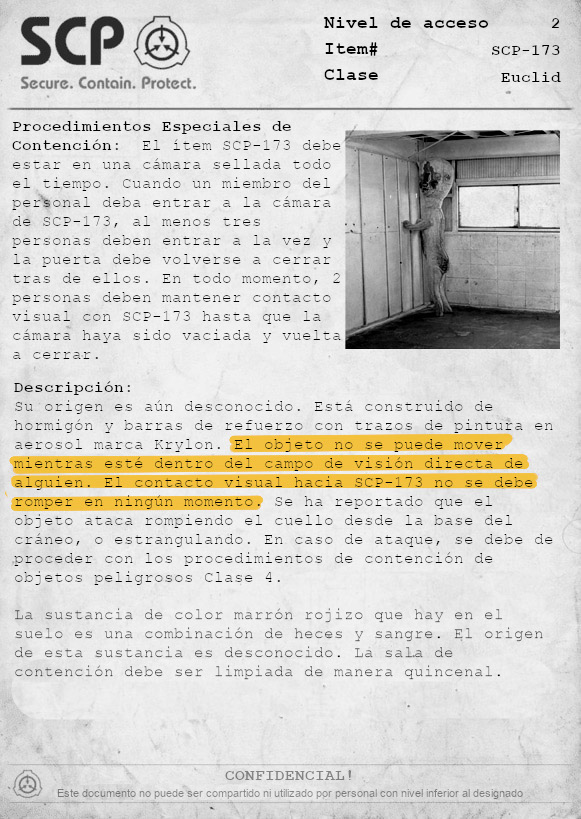 SCP
Secure. Contain. Protect.
Nivel de acceso 2
Item# SCP-173
Clase Euclid
Procedimientos Especiales de
Contención: El ítem SCP-173 debe
estar en una cámara sellada todo
el tiempo. Cuando un miembro del
personal deba entrar a la cámara
de SCP-173, al menos tres
personas deben entrar a la vez y
la puerta debe volverse a cerrar
tras de ellos. En todo momento, 2
personas deben mantener contacto
visual con SCP-173 hasta que la
cámara haya sido vaciada y vuelta
a cerrar.
Descripción:
Su origen es aún desconocido. Está construido de
hormigón y barras de refuerzo con trazos de pintura en
aerosol marca Krylon. El objeto no se puede mover
mientras esté dentro del campo de visión directa de
alguien. El contacto visual hacia SCP-173 no se debe
romper en ningún momento. Se ha reportado que el
objeto ataca rompiendo el cuello desde la base del
cráneo, o estrangulando. En caso de ataque, se debe de
proceder con los procedimientos de contención de
objetos peligrosos Clase 4.
La sustancia de color marrón rojizo que hay en el
suelo es una combinación de heces y sangre. El origen
de esta sustancia es desconocido. La sala de
contención debe ser limpiada de manera quincenal.
CONFIDENCIAL!
Este documento no puede ser compartido ni utilizado por personal con nivel inferior al designado